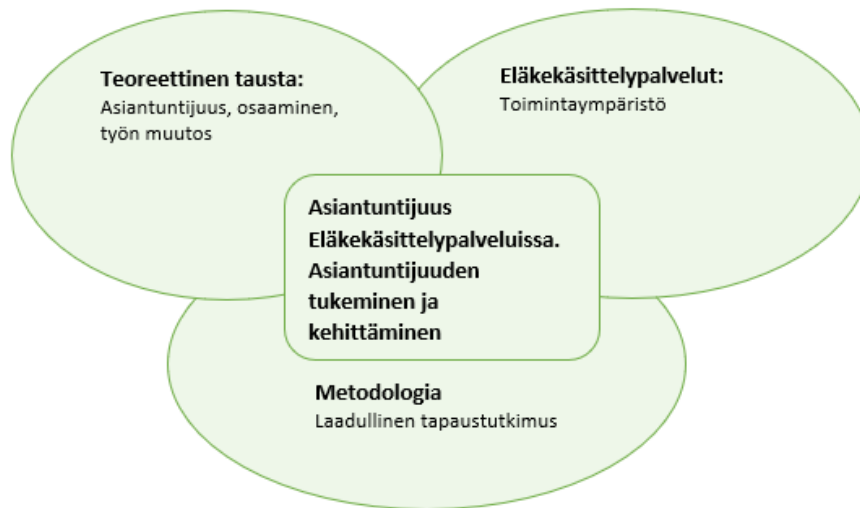 Teoreettinen tausta:
Asiantuntijuus, osaaminen,
työn muutos
Eläkekäsittelypalvelut:
Toimintaympäristö
Asiantuntijuus
Eläkekäsittelypalveluissa.
Asiantuntijuuden
tukeminen ja
kehittäminen
Metodologia
Laadullinen tapaustutkimus